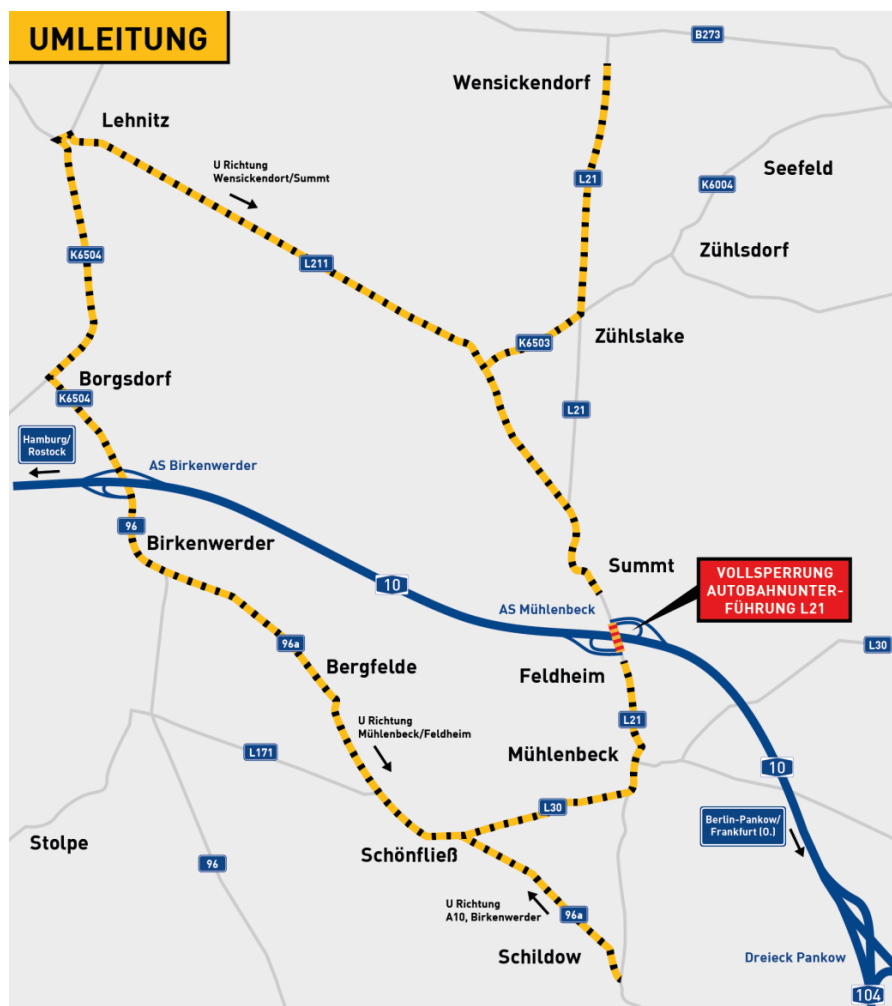 UMLEITUNG
B273
Wensickendorf
Lehnitz
U Richtung
Wensickendort/Summt
L21
Seefeld
K6004
Zühlsdorf
K6504
L211
K6503
Zühlslake
Borgsdorf
K6504
L21
Hamburg/
Rostock
AS Birkenwerder
96
Birkenwerder
10
Summt
VOLLSPERRUNG
AUTOBAHNUNTER-
FÜHRUNG L21
AS Mühlenbeck
96a
Bergfelde
Feldheim
L30
U Richtung
Mühlenbeck/Feldheim
L21
L171
Mühlenbeck
10
L30
Berlin-Pankow/
Frankfurt (O.)
Stolpe
96
Schönfließ
U Richtung
A10, Birkenwerder
96a
Schildow
Dreieck Pankow
104